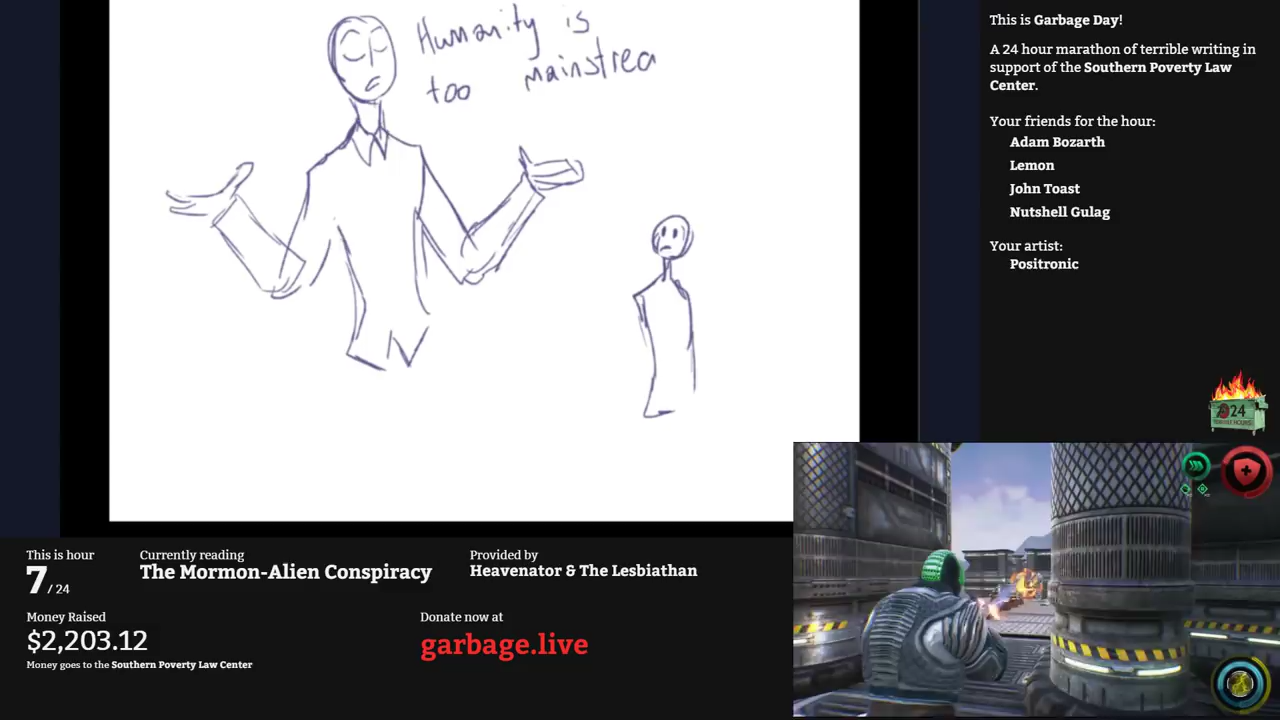 Humanity is
too mainstrea
This is Garbage Day!
A 24 hour marathon of terrible writing in
support of the Southern Poverty Law
Center.
Your friends for the hour:
Adam Bozarth
Lemon
John Toast
Nutshell Gulag
Your artist:
Positronic
This is hour
7/ 24
Currently reading
The Mormon-Alien Conspiracy
Provided by
Heavenator & The Lesbiathan
Money Raised
$2,203.12
Money goes to the Southern Poverty Law Center
Donate now at
garbage.live